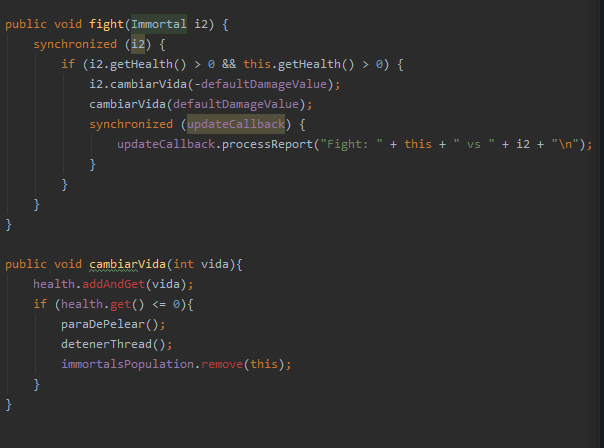 public void fight(Immortal i2) {
    synchronized (i2) {
        if (i2.getHealth() > 0 && this.getHealth() > 0) {
            i2.cambiarVida(-defaultDamageValue);
            cambiarVida(defaultDamageValue);
            synchronized (updateCallback) {
                updateCallback.processReport("Fight: " + this + " vs " + i2 + "\n");
            }
        }
    }
}
public void cambiarVida(int vida){
    health.addAndGet(vida);
    if (health.get() <= 0){
        paraDePelear();
        detenerThread();
        immortalsPopulation.remove(this);
    }
}